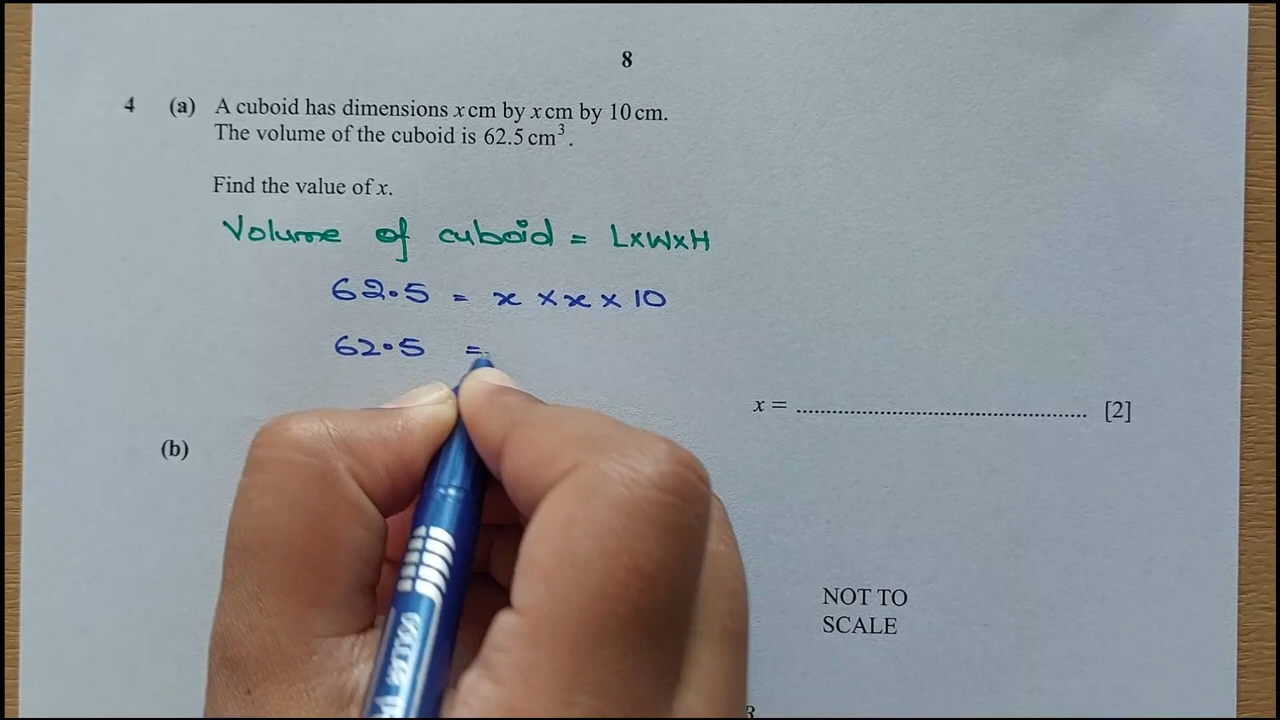 8
4 (a) A cuboid has dimensions x cm by x cm by 10 cm.
The volume of the cuboid is 62.5 cm³.
Find the value of x.
Volume of cuboid = L×W×H
62.5 = x × x × 10
62.5 =
x = ................................................ [2]
(b)
NOT TO
SCALE